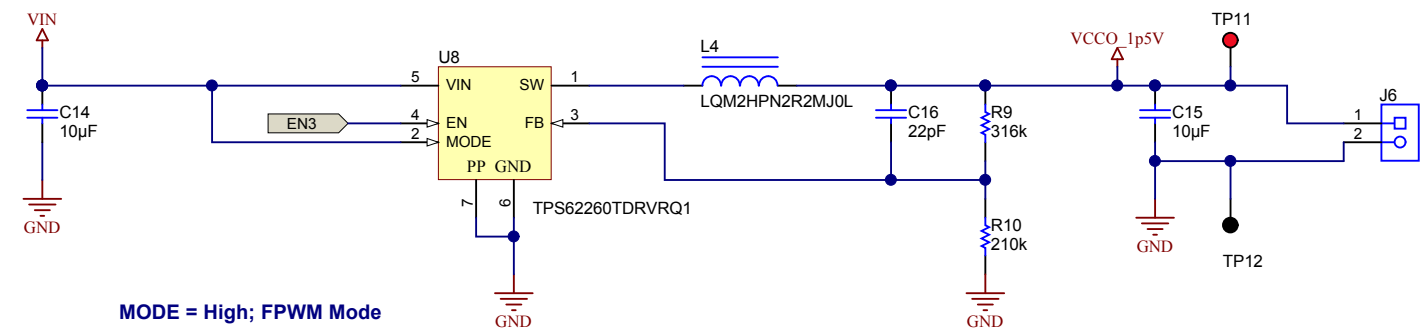 VIN
C14
10µF
GND
EN3
U8
5
VIN
SW
1
4
EN
FB
3
2
MODE
PP GND
7
6
TPS62260TDRVRQ1
GND
L4
LQM2HPN2R2MJ0L
C16
22pF
R9
316k
R10
210k
GND
VCCO_1p5V
C15
10µF
GND
TP11
TP12
J6
1
2
MODE = High; FPWM Mode